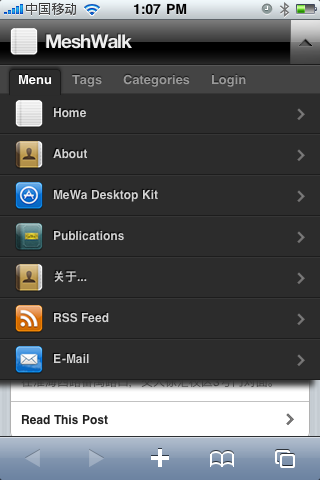 中国移动 1:07 PM
MeshWalk
Menu Tags Categories Login
Home
About
MeWa Desktop Kit
Publications
关于...
RSS Feed
E-Mail
Read This Post